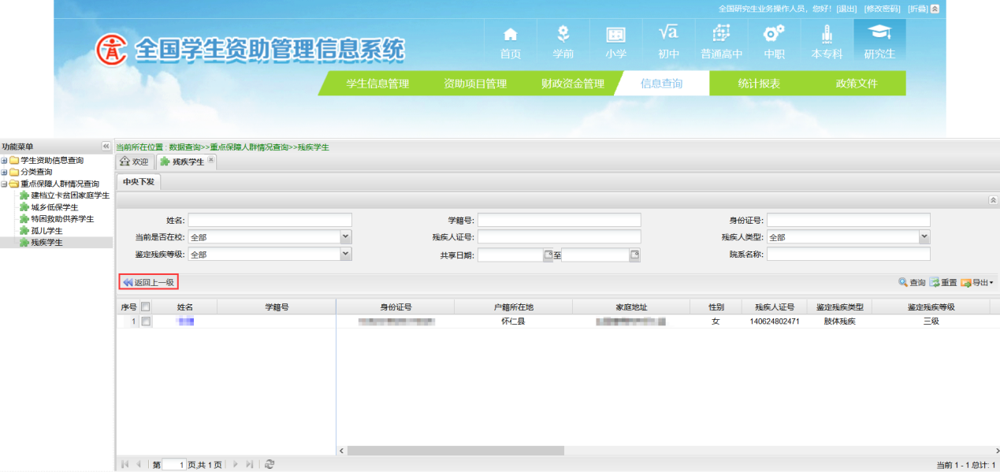 全国研究生业务操作人员，您好！ [退出] [修改密码] [折叠]
全国学生资助管理信息系统
首页 学前 小学 初中 普通高中 中职 本专科 研究生
学生信息管理 资助项目管理 财政资金管理 信息查询 统计报表 政策文件
功能菜单
学生资助信息查询
分类查询
重点保障人群情况查询
建档立卡贫困家庭学生
城乡低保学生
特困救助供养学生
孤儿学生
残疾学生
当前所在位置 : 数据查询>>重点保障人群情况查询>>残疾学生
欢迎 残疾学生
中央下发
姓名: 学籍号: 身份证号:
当前是否在校: 全部 残疾人证号: 残疾人类型: 全部
鉴定残疾等级: 全部 共享日期: 至 院系名称:
返回上一级 查询 重置 导出
序号 姓名 学籍号 身份证号 户籍所在地 家庭地址 性别 残疾人证号 鉴定残疾类型 鉴定残疾等级
1 怀仁县 女 140624802471 肢体残疾 三级
第 1 页,共 1 页 当前 1 - 1 总计: 1